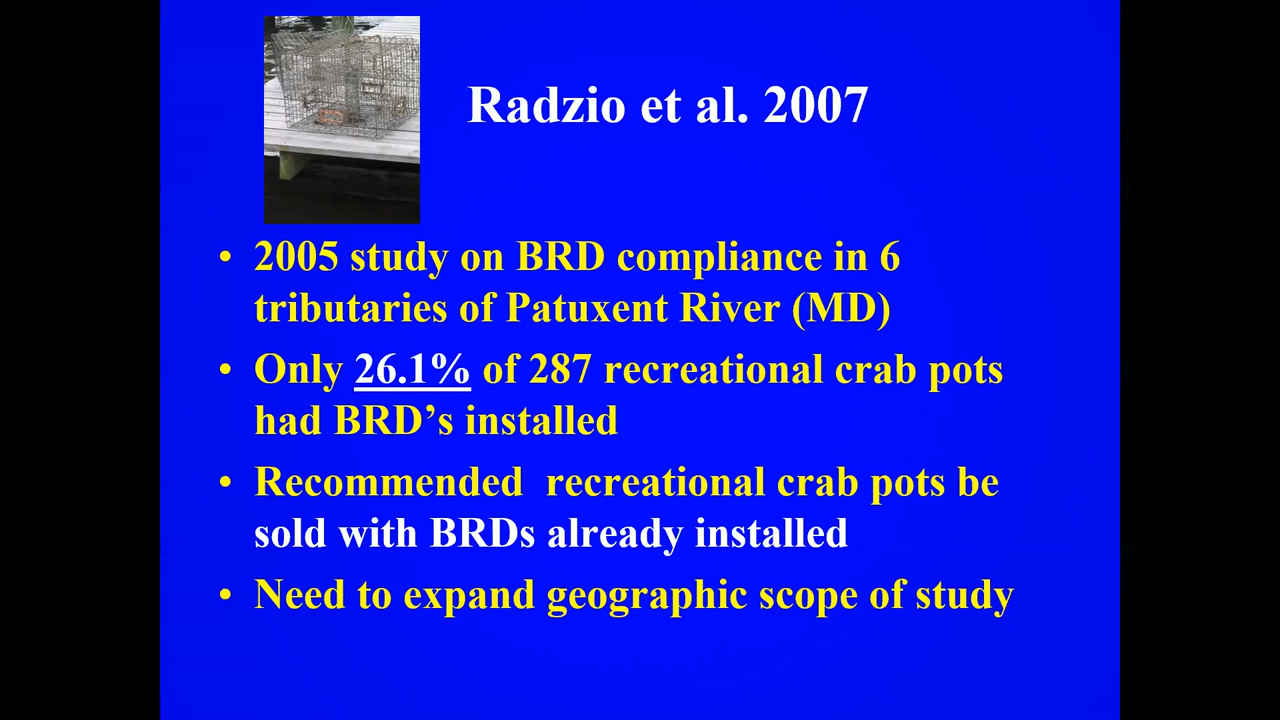 Radzio et al. 2007
• 2005 study on BRD compliance in 6
tributaries of Patuxent River (MD)
• Only 26.1% of 287 recreational crab pots
had BRD’s installed
• Recommended  recreational crab pots be
sold with BRDs already installed
• Need to expand geographic scope of study